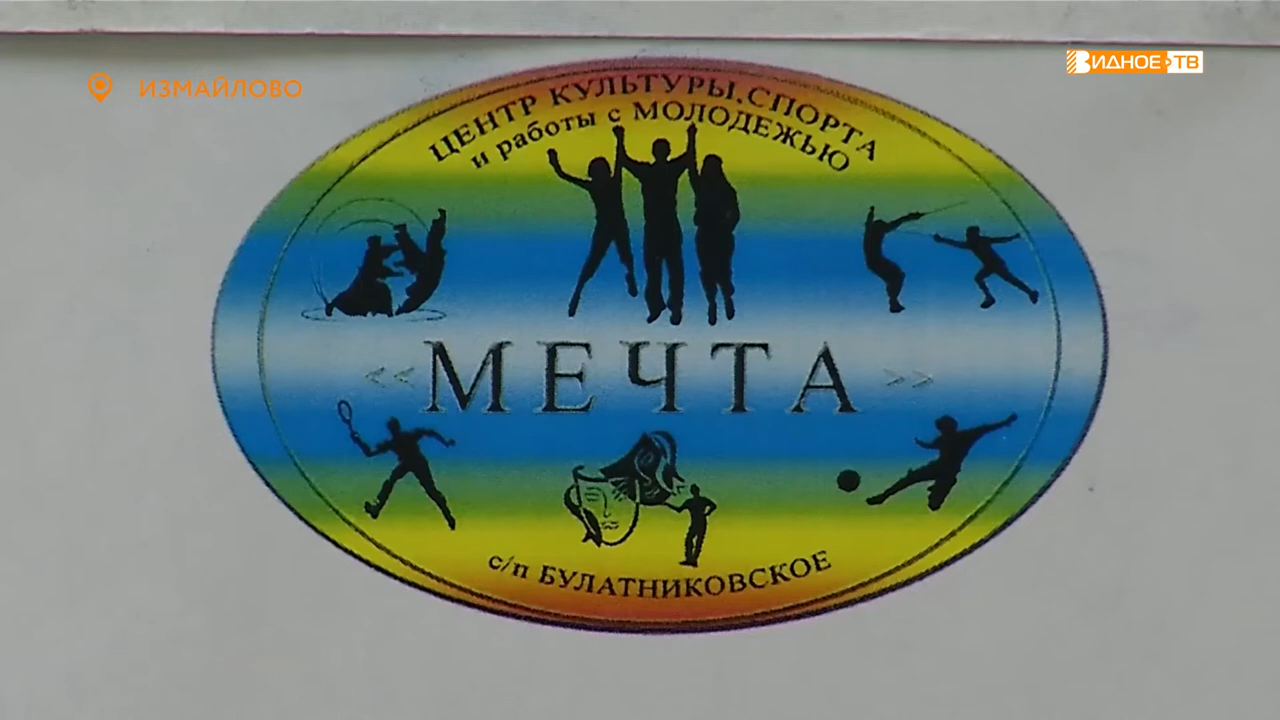 ИЗМАЙЛОВО
ВИДНОЕ ТВ
ЦЕНТР КУЛЬТУРЫ.СПОРТА
и работы с МОЛОДЕЖЬЮ
<<МЕЧТА>>
с/п БУЛАТНИКОВСКОЕ